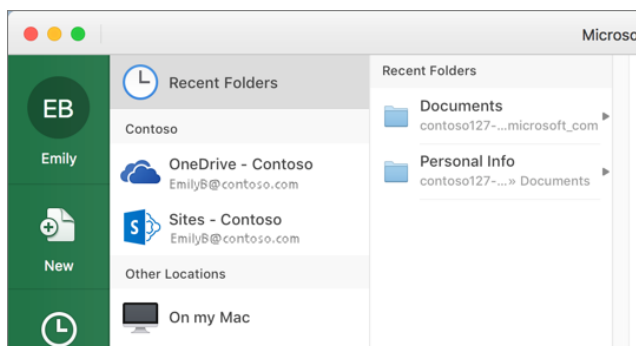 Microso
EB
Emily
New
Recent Folders
Contoso
OneDrive - Contoso
EmilyB@contoso.com
Sites - Contoso
EmilyB@contoso.com
Other Locations
On my Mac
Recent Folders
Documents
contoso127-...microsoft_com
Personal Info
contoso127-...» Documents